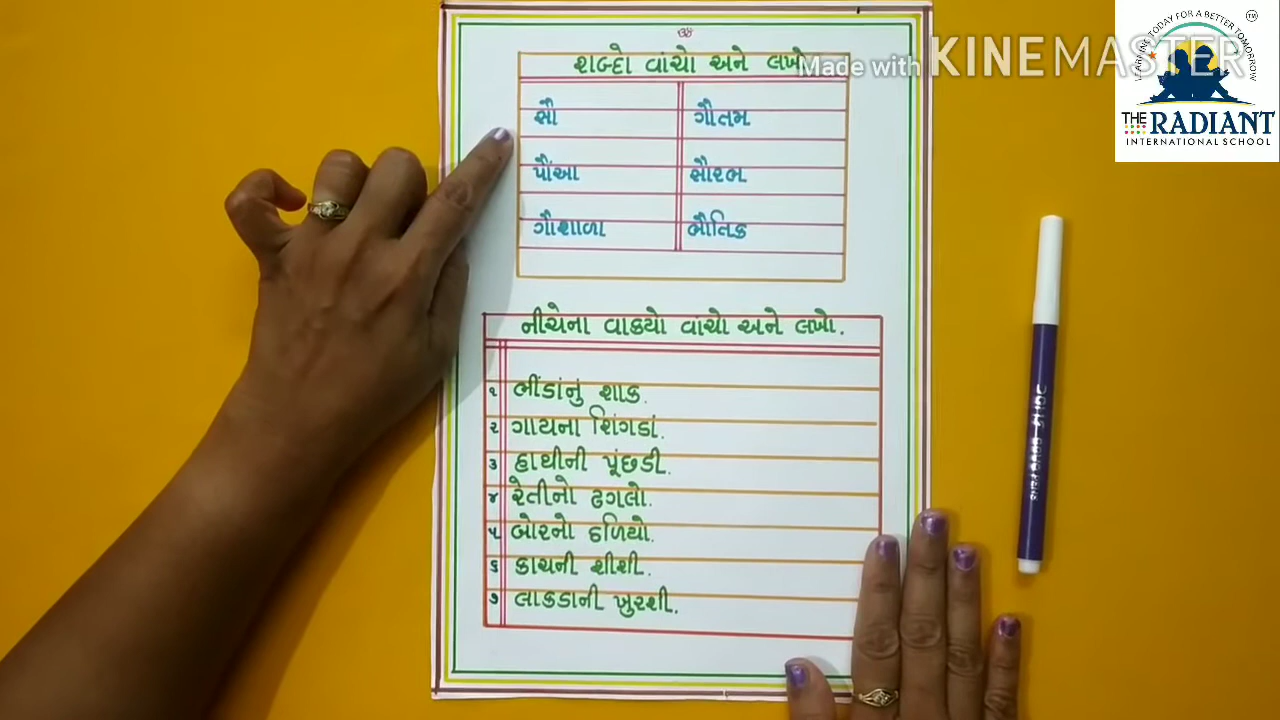 ૐ
શબ્દો વાંચો અને લખો.
સૌ ગૌતમ
પૌંઆ સૌરભ
ગૌશાળા ભૌતિક
નીચેના વાક્યો વાંચો અને લખો.
૧ ભીંડાંનું શાક.
૨ ગાયના શિંગડાં.
૩ હાથીની પૂંછડી.
૪ રેતીનો ઢગલો.
૫ બોરનો ઠળિયો.
૬ કાચની શીશી.
૭ લાકડાની ખુરશી.
Made with KINEMASTER
TODAY FOR A BETTER TOMORROW
TM
THE RADIANT
INTERNATIONAL SCHOOL